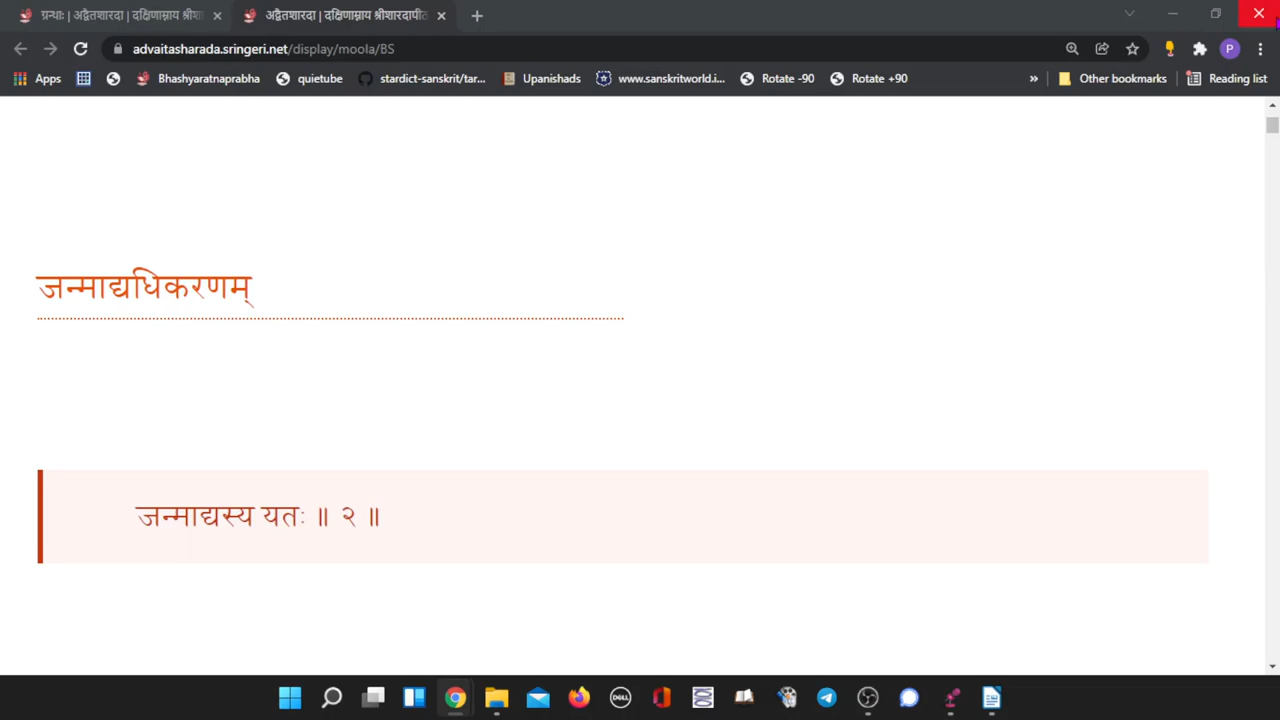 ग्रन्थाः | अद्वैतशारदा | दक्षिणाम्नाय श्रीशा
अद्वैतशारदा | दक्षिणाम्नाय श्रीशारदापीठ
advaitasharada.sringeri.net/display/moola/BS
P
Apps
Bhashyaratnaprabha
quietube
stardict-sanskrit/tar...
Upanishads
www.sanskritworld.i...
Rotate -90
Rotate +90
»
Other bookmarks
Reading list
जन्माद्यधिकरणम्
जन्माद्यस्य यतः ॥ २ ॥
DELL